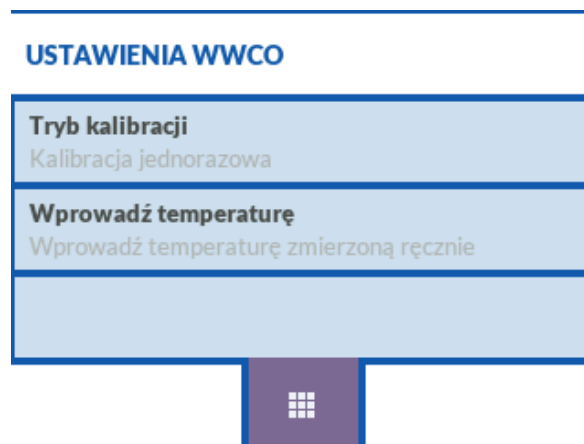 USTAWIENIA WWCO
Tryb kalibracji
Kalibracja jednorazowa
Wprowadź temperaturę
Wprowadź temperaturę zmierzoną ręcznie